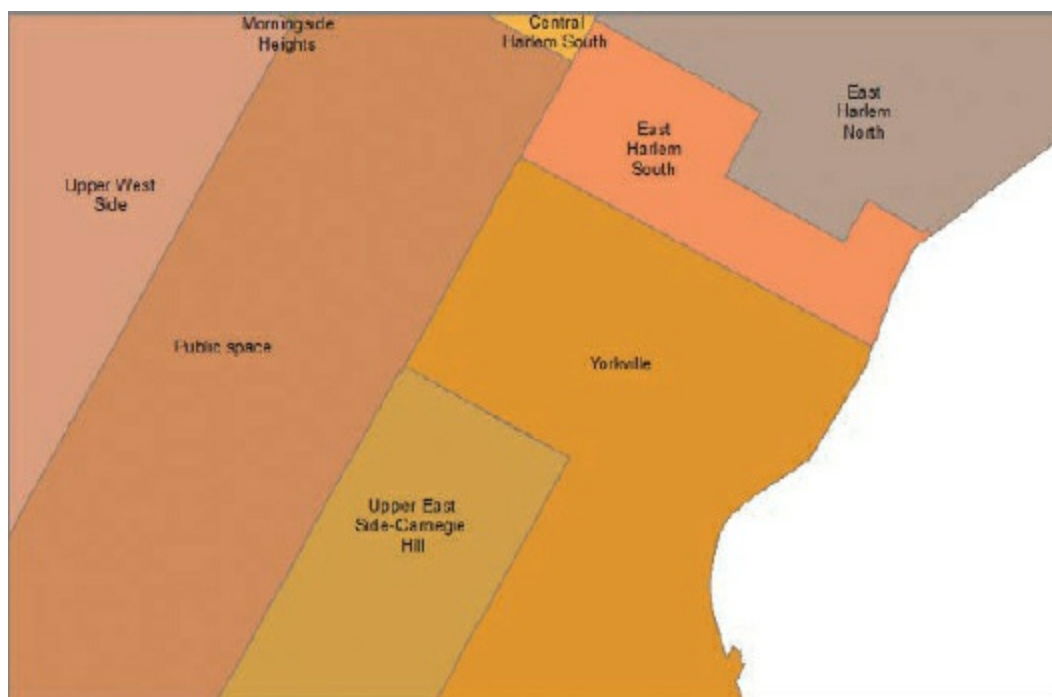 Morningside
Heights
Central
Harlem South
East
Harlem
North
East
Harlem
South
Upper West
Side
Public space
Yorkville
Upper East
Side-Carnegie
Hill